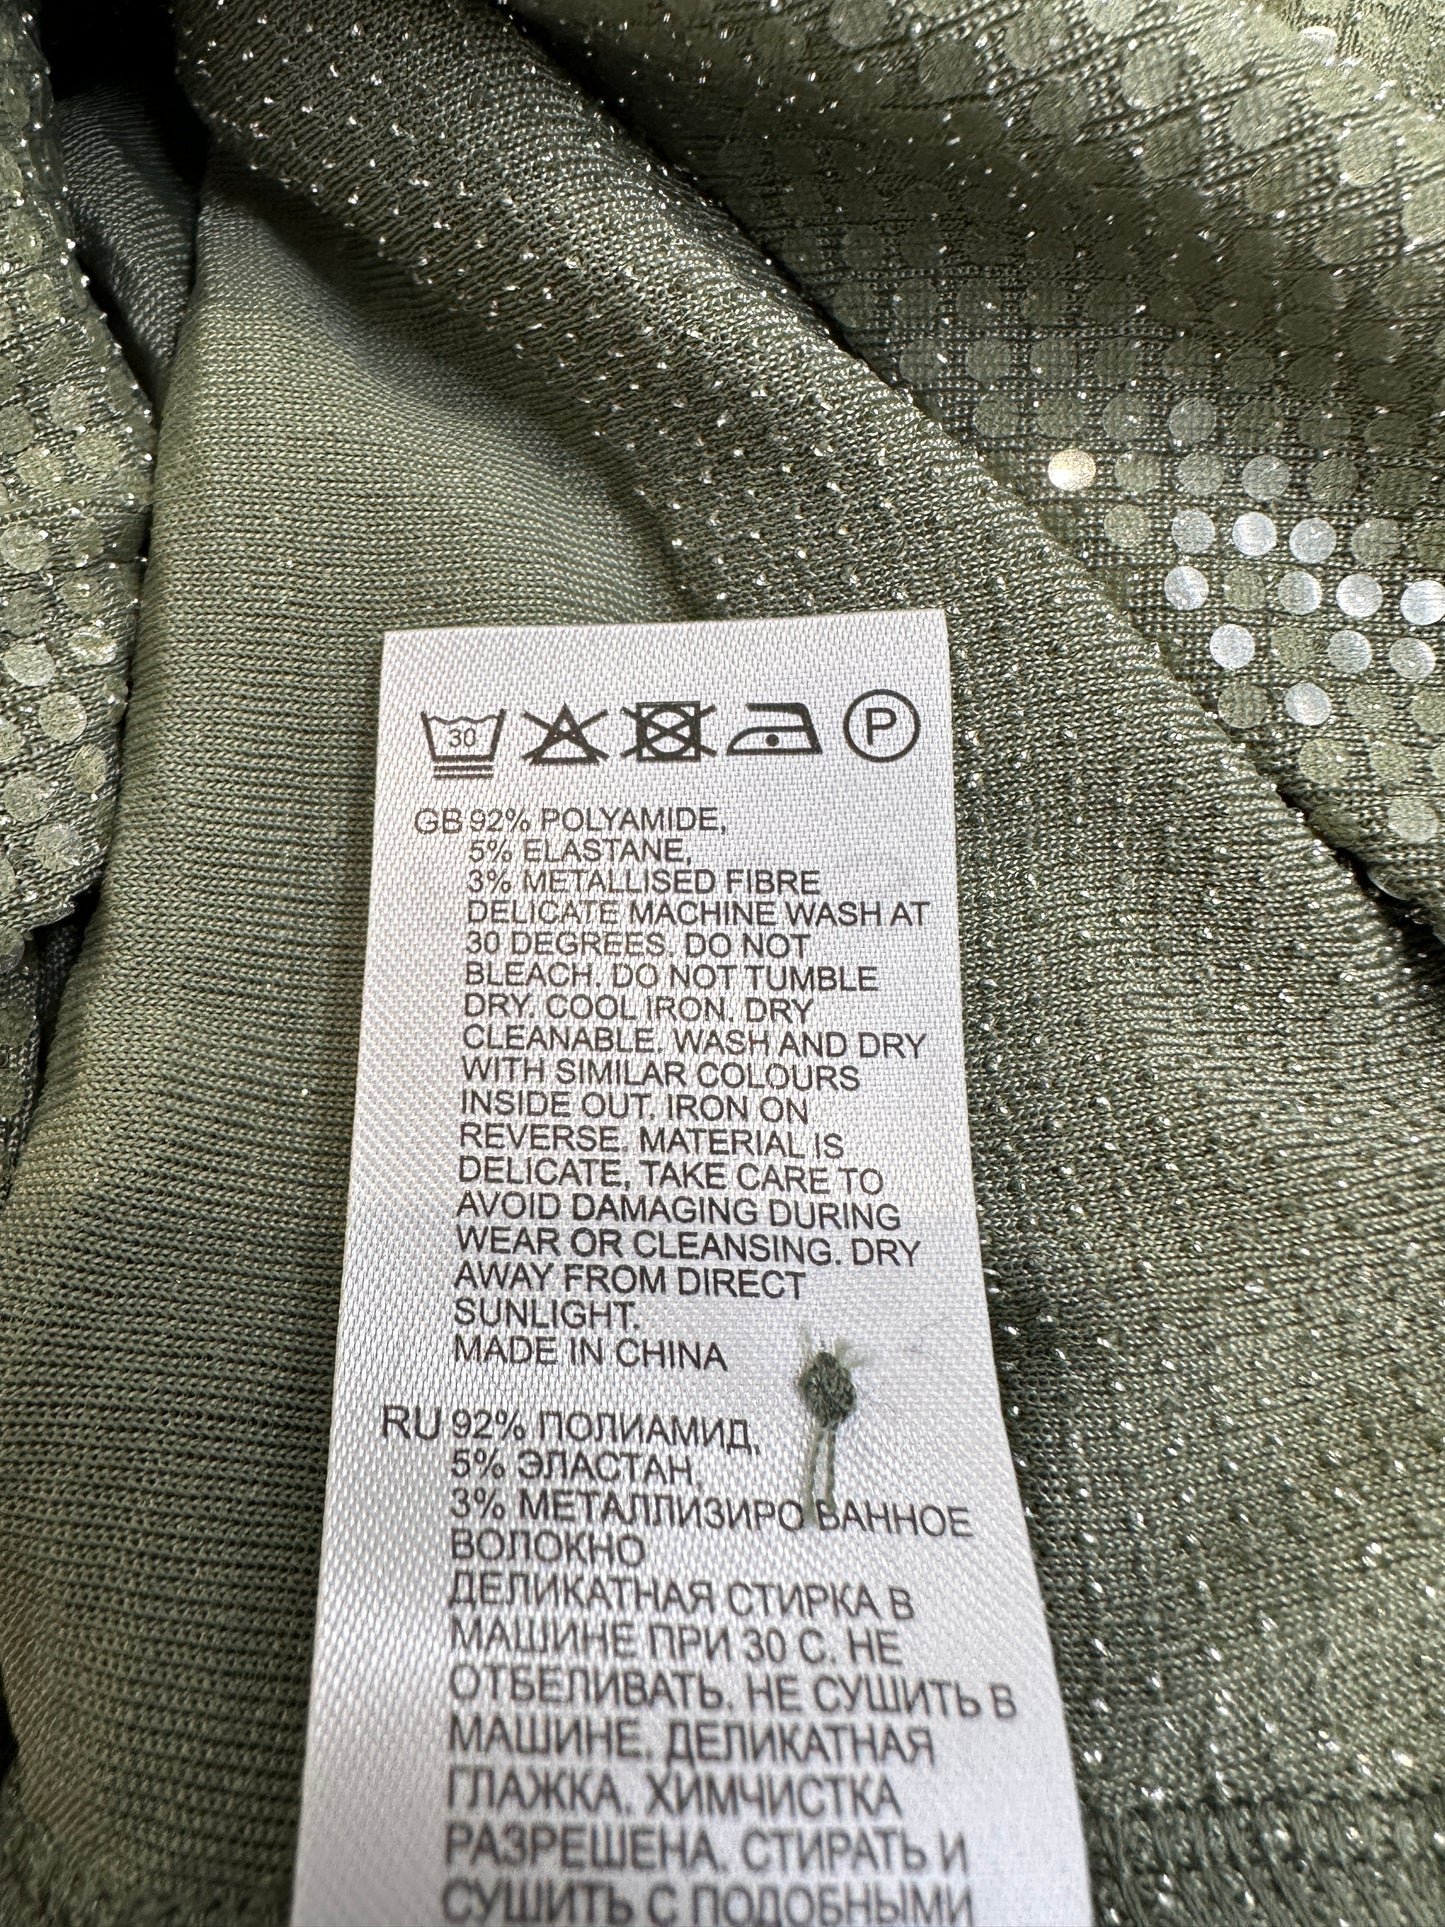 30 P
GB 92% POLYAMIDE,
5% ELASTANE,
3% METALLISED FIBRE
DELICATE MACHINE WASH AT
30 DEGREES. DO NOT
BLEACH. DO NOT TUMBLE
DRY. COOL IRON. DRY
CLEANABLE. WASH AND DRY
WITH SIMILAR COLOURS
INSIDE OUT. IRON ON
REVERSE. MATERIAL IS
DELICATE, TAKE CARE TO
AVOID DAMAGING DURING
WEAR OR CLEANSING. DRY
AWAY FROM DIRECT
SUNLIGHT.
MADE IN CHINA
RU 92% ПОЛИАМИД,
5% ЭЛАСТАН,
3% МЕТАЛЛИЗИРОВАННОЕ
ВОЛОКНО
ДЕЛИКАТНАЯ СТИРКА В
МАШИНЕ ПРИ 30 С. НЕ
ОТБЕЛИВАТЬ. НЕ СУШИТЬ В
МАШИНЕ. ДЕЛИКАТНАЯ
ГЛАЖКА. ХИМЧИСТКА
РАЗРЕШЕНА. СТИРАТЬ И
СУШИТЬ С ПОДОБНЫМИ